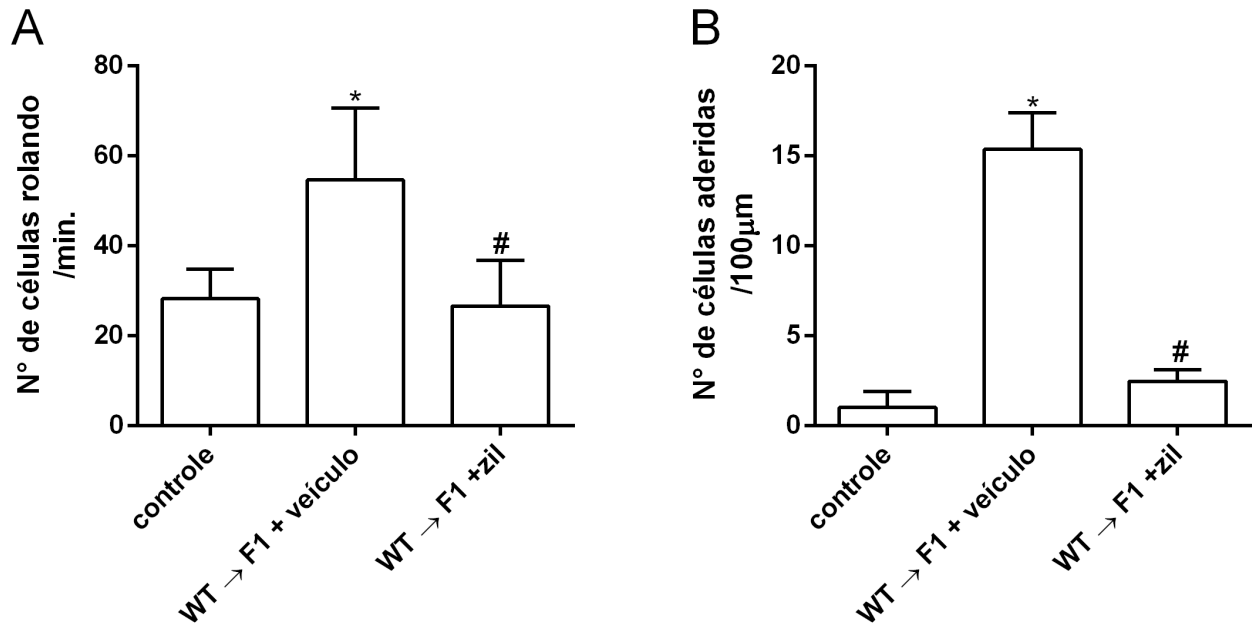 A
N° de células rolando
/min.
80
60
40
20
0
*
#
controle
WT → F1 + veículo
WT → F1 +zil
B
N° de células aderidas
/100μm
20
15
10
5
0
*
#
controle
WT → F1 + veículo
WT → F1 +zil